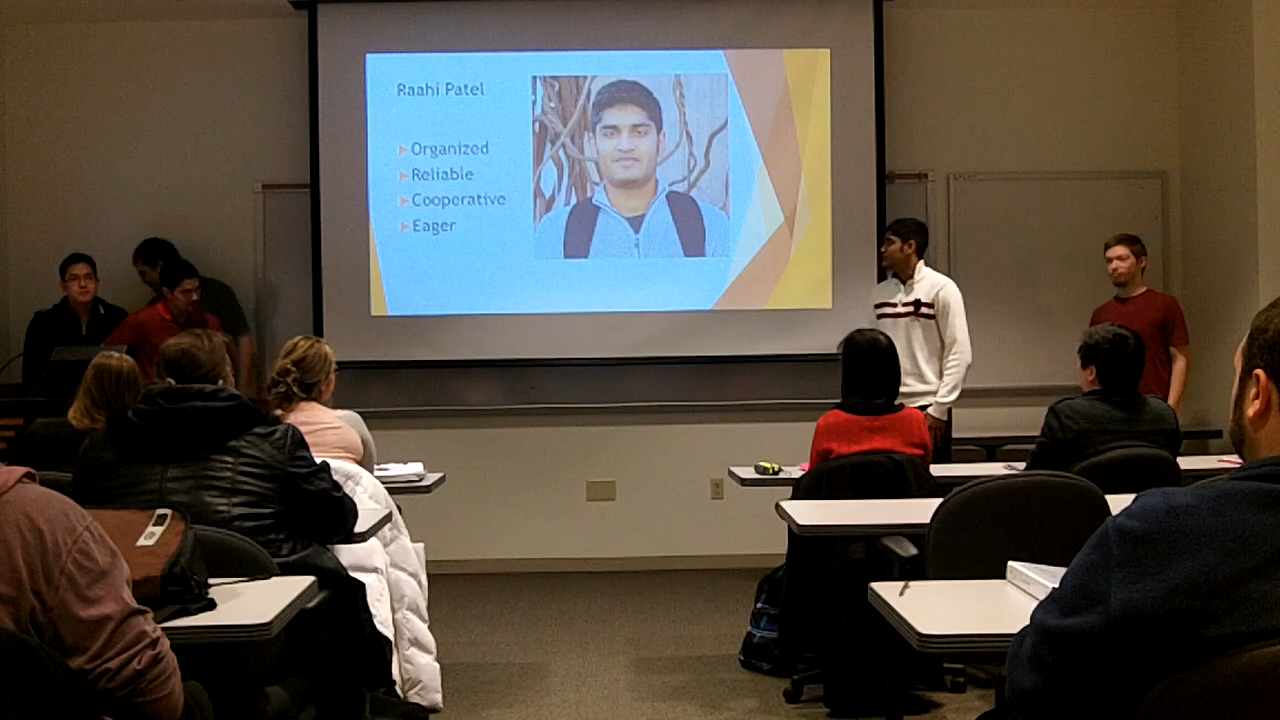 Raahi Patel
Organized
Reliable
Cooperative
Eager